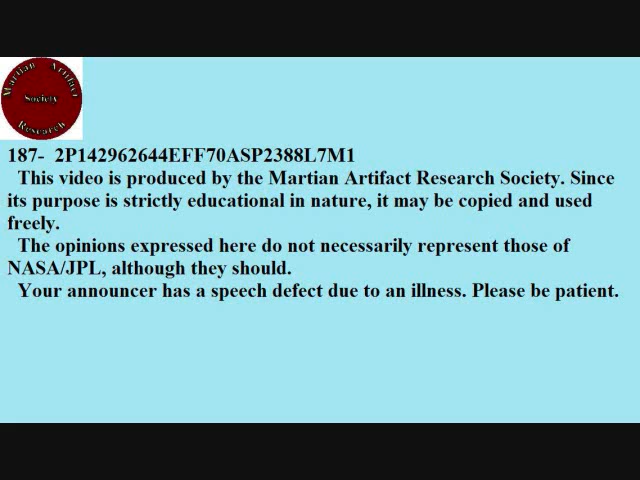 Martian Artifact
Society
Research
187-  2P142962644EFF70ASP2388L7M1
This video is produced by the Martian Artifact Research Society. Since
its purpose is strictly educational in nature, it may be copied and used
freely.
The opinions expressed here do not necessarily represent those of
NASA/JPL, although they should.
Your announcer has a speech defect due to an illness. Please be patient.